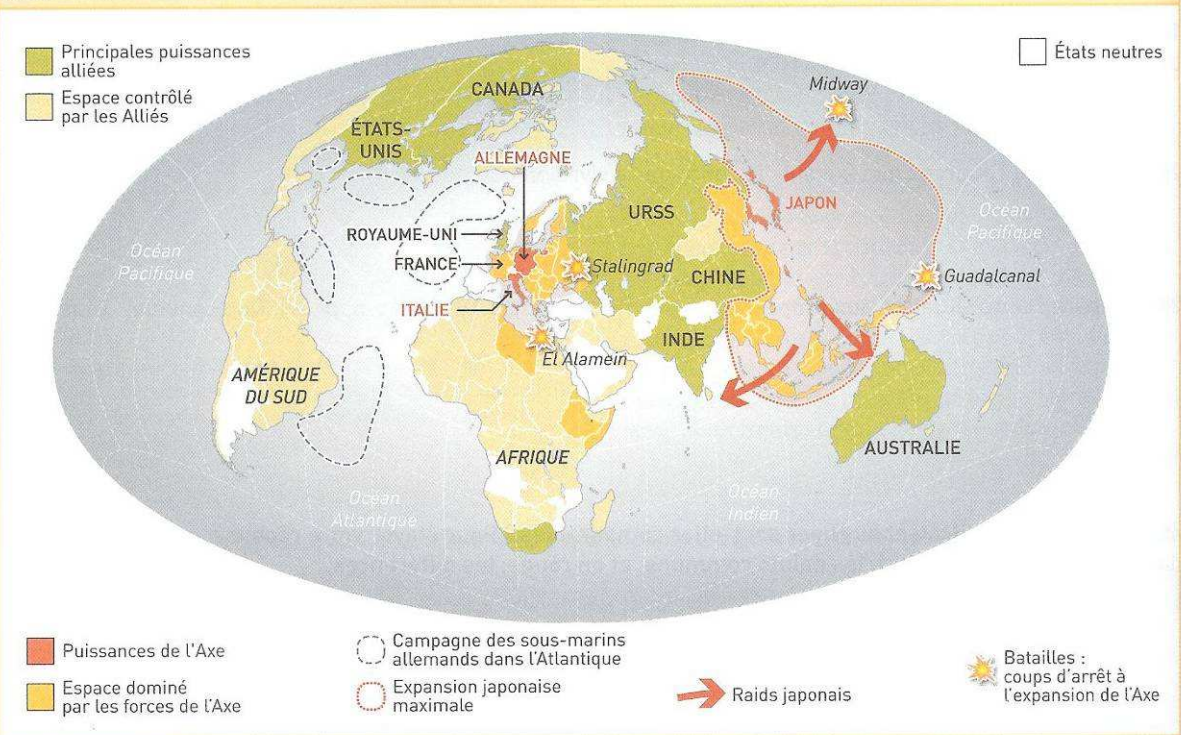 Principales puissances
alliées
Espace contrôlé
par les Alliés
États neutres
CANADA
ÉTATS-
UNIS
ALLEMAGNE
Midway
JAPON
URSS
ROYAUME-UNI
FRANCE
Stalingrad
CHINE
Océan
Pacifique
Océan
Pacifique
Guadalcanal
ITALIE
INDE
El Alamein
AMÉRIQUE
DU SUD
AFRIQUE
AUSTRALIE
Océan
Atlantique
Océan
Indien
Puissances de l'Axe
Espace dominé
par les forces de l'Axe
Campagne des sous-marins
allemands dans l'Atlantique
Expansion japonaise
maximale
Raids japonais
Batailles :
coups d'arrêt à
l'expansion de l'Axe